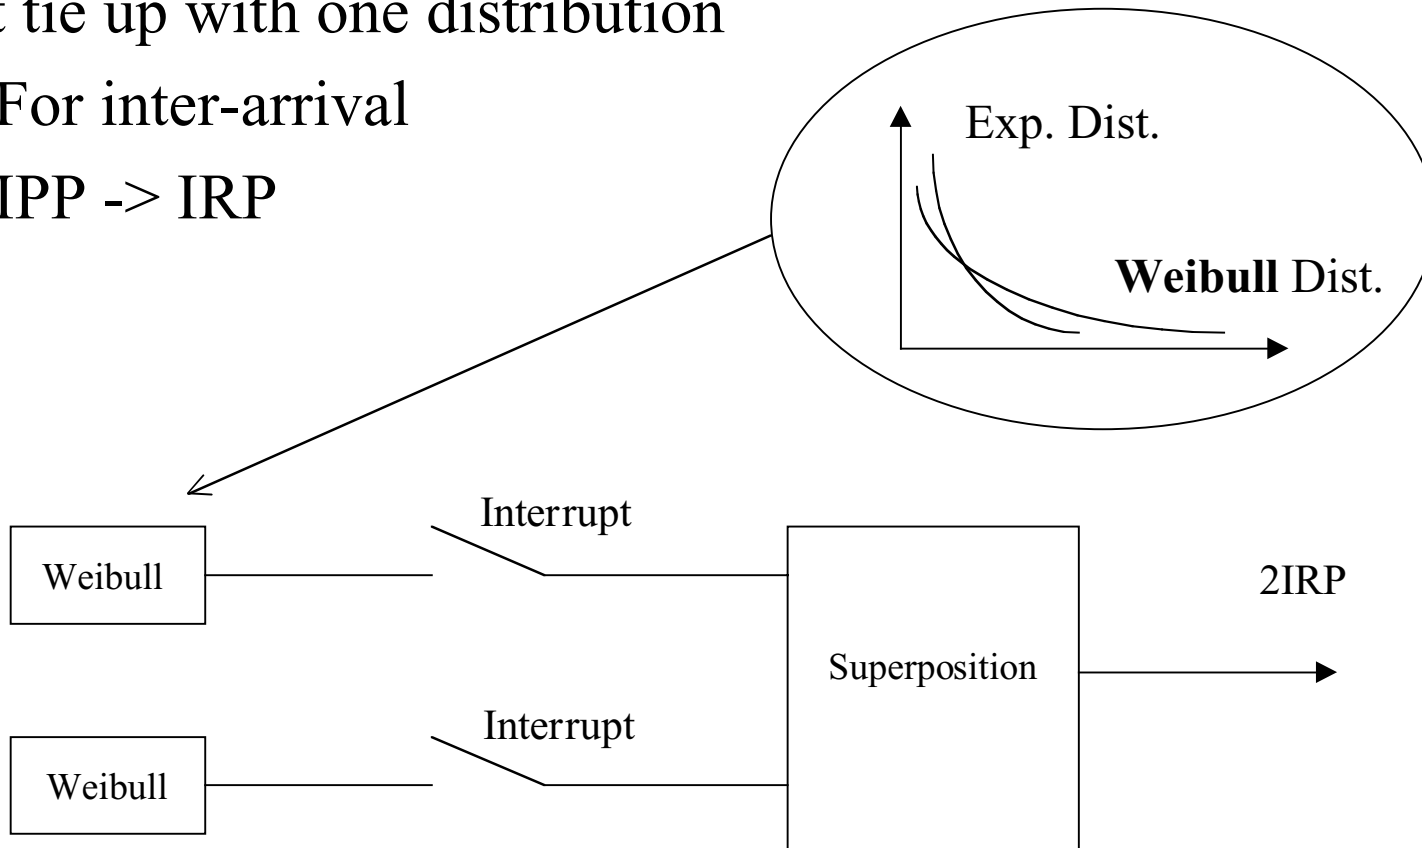 t tie up with one distribution
For inter-arrival
IPP -> IRP
Exp. Dist.
Weibull Dist.
Interrupt
Weibull
2IRP
Superposition
Interrupt
Weibull